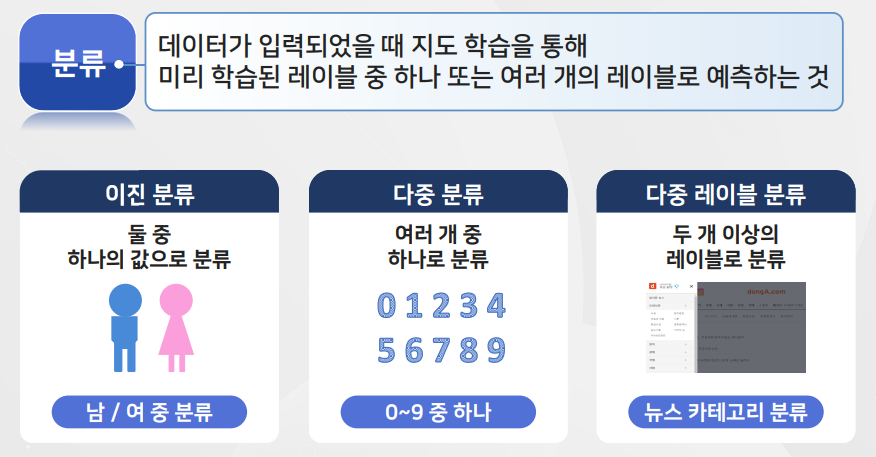 분류
데이터가 입력되었을 때 지도 학습을 통해
미리 학습된 레이블 중 하나 또는 여러 개의 레이블로 예측하는 것
이진 분류
둘 중
하나의 값으로 분류
남 / 여 중 분류
다중 분류
여러 개 중
하나로 분류
0 1 2 3 4
5 6 7 8 9
0~9 중 하나
다중 레이블 분류
두 개 이상의
레이블로 분류
dongA.com
뉴스 카테고리 분류